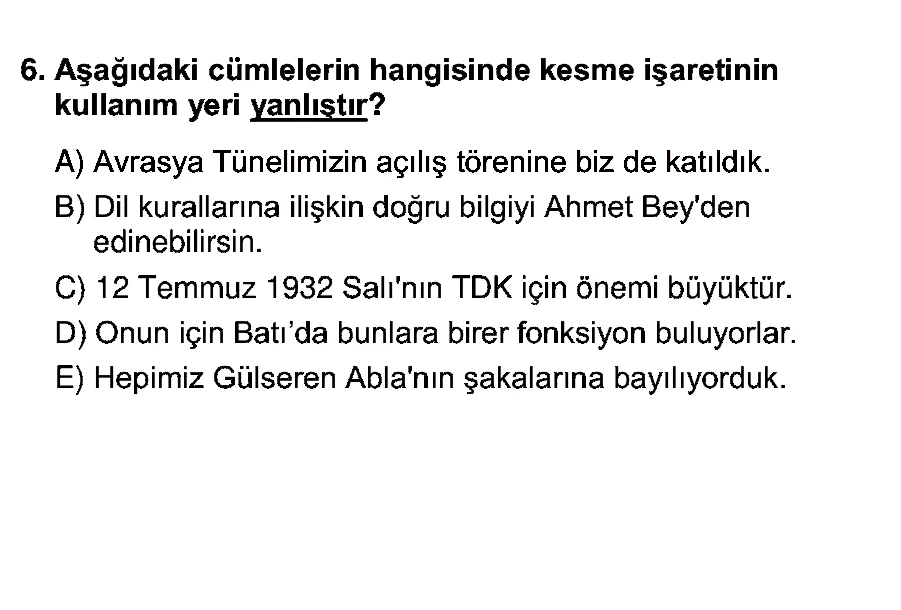 6. Aşağıdaki cümlelerin hangisinde kesme işaretinin
kullanım yeri yanlıştır?
A) Avrasya Tünelimizin açılış törenine biz de katıldık.
B) Dil kurallarına ilişkin doğru bilgiyi Ahmet Bey'den
edinebilirsin.
C) 12 Temmuz 1932 Salı'nın TDK için önemi büyüktür.
D) Onun için Batı’da bunlara birer fonksiyon buluyorlar.
E) Hepimiz Gülseren Abla'nın şakalarına bayılıyorduk.